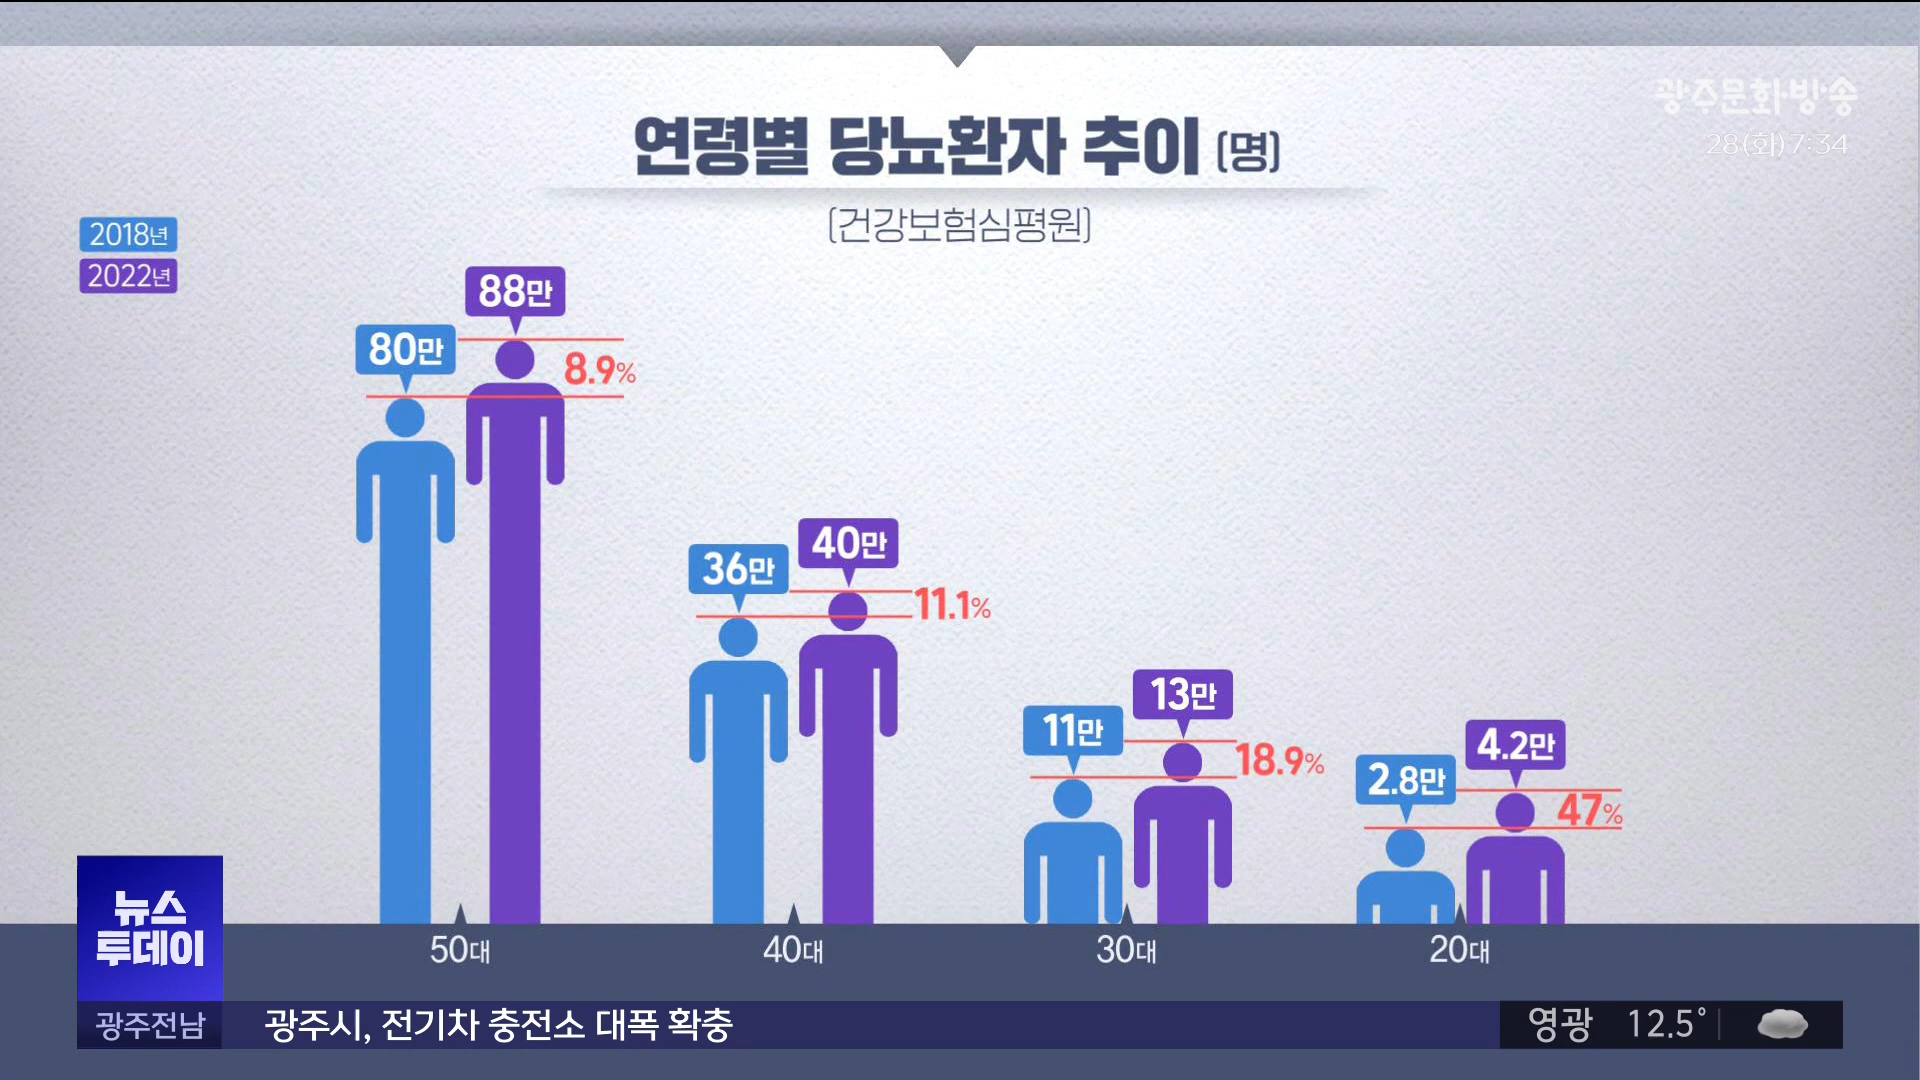 광주문화방송
28(화) 7:34
연령별 당뇨환자 추이 (명)
(건강보험심평원)
2018년
2022년
80만
88만
8.9%
36만
40만
11.1%
11만
13만
18.9%
2.8만
4.2만
47%
50대
40대
30대
20대
뉴스
투데이
광주전남
광주시, 전기차 충전소 대폭 확충
영광 12.5°